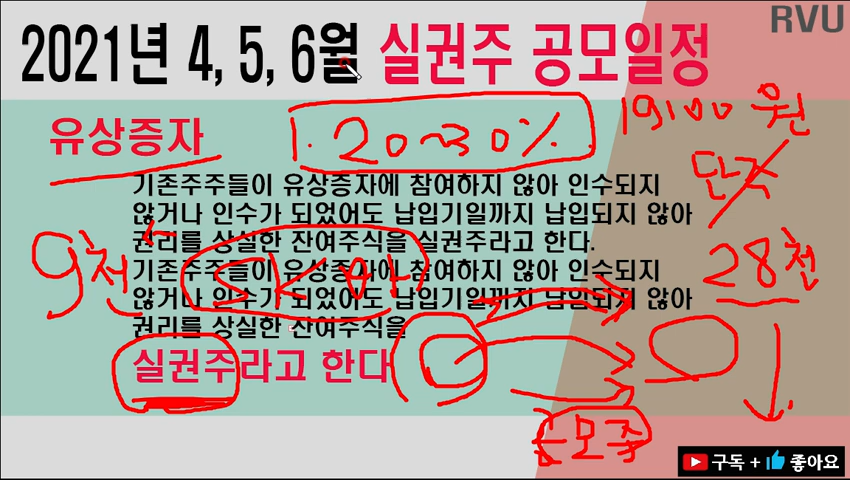 RVU
2021년 4, 5, 6월 실권주 공모일정
유상증자
1. 20~30%
19100원
기존주주들이 유상증자에 참여하지 않아 인수되지
않거나 인수가 되었어도 납입기일까지 납입되지 않아
권리를 상실한 잔여주식을 실권주라고 한다.
기존주주들이 유상증자에 참여하지 않아 인수되지
않거나 인수가 되었어도 납입기일까지 납입되지 않아
권리를 상실한 잔여주식을
실권주라고 한다
9천
28천
구독 + 좋아요